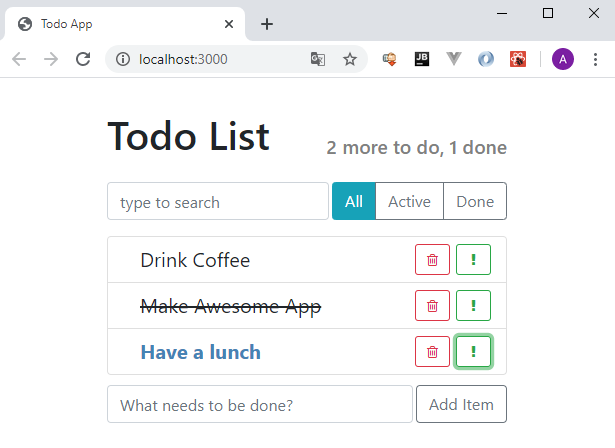 Todo App
localhost:3000
JB
A
Todo List
2 more to do, 1 done
type to search
All Active Done
Drink Coffee
!
Make Awesome App
!
Have a lunch
!
What needs to be done? Add Item